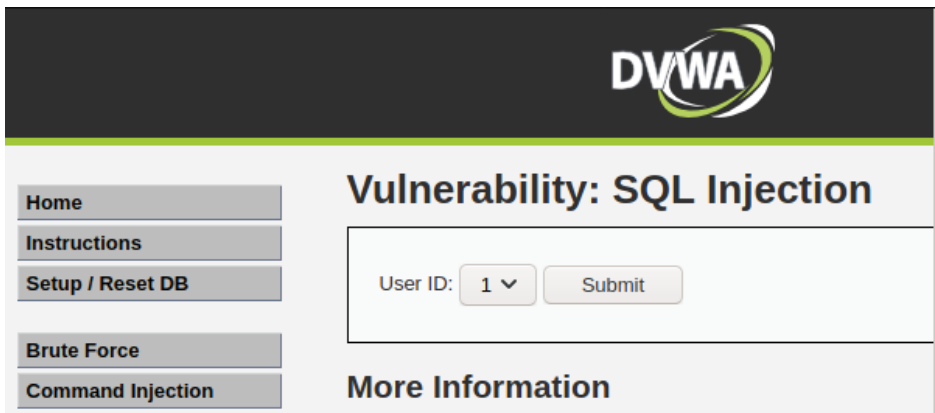 DVWA
Home
Instructions
Setup / Reset DB
Brute Force
Command Injection
Vulnerability: SQL Injection
User ID: 1 Submit
More Information